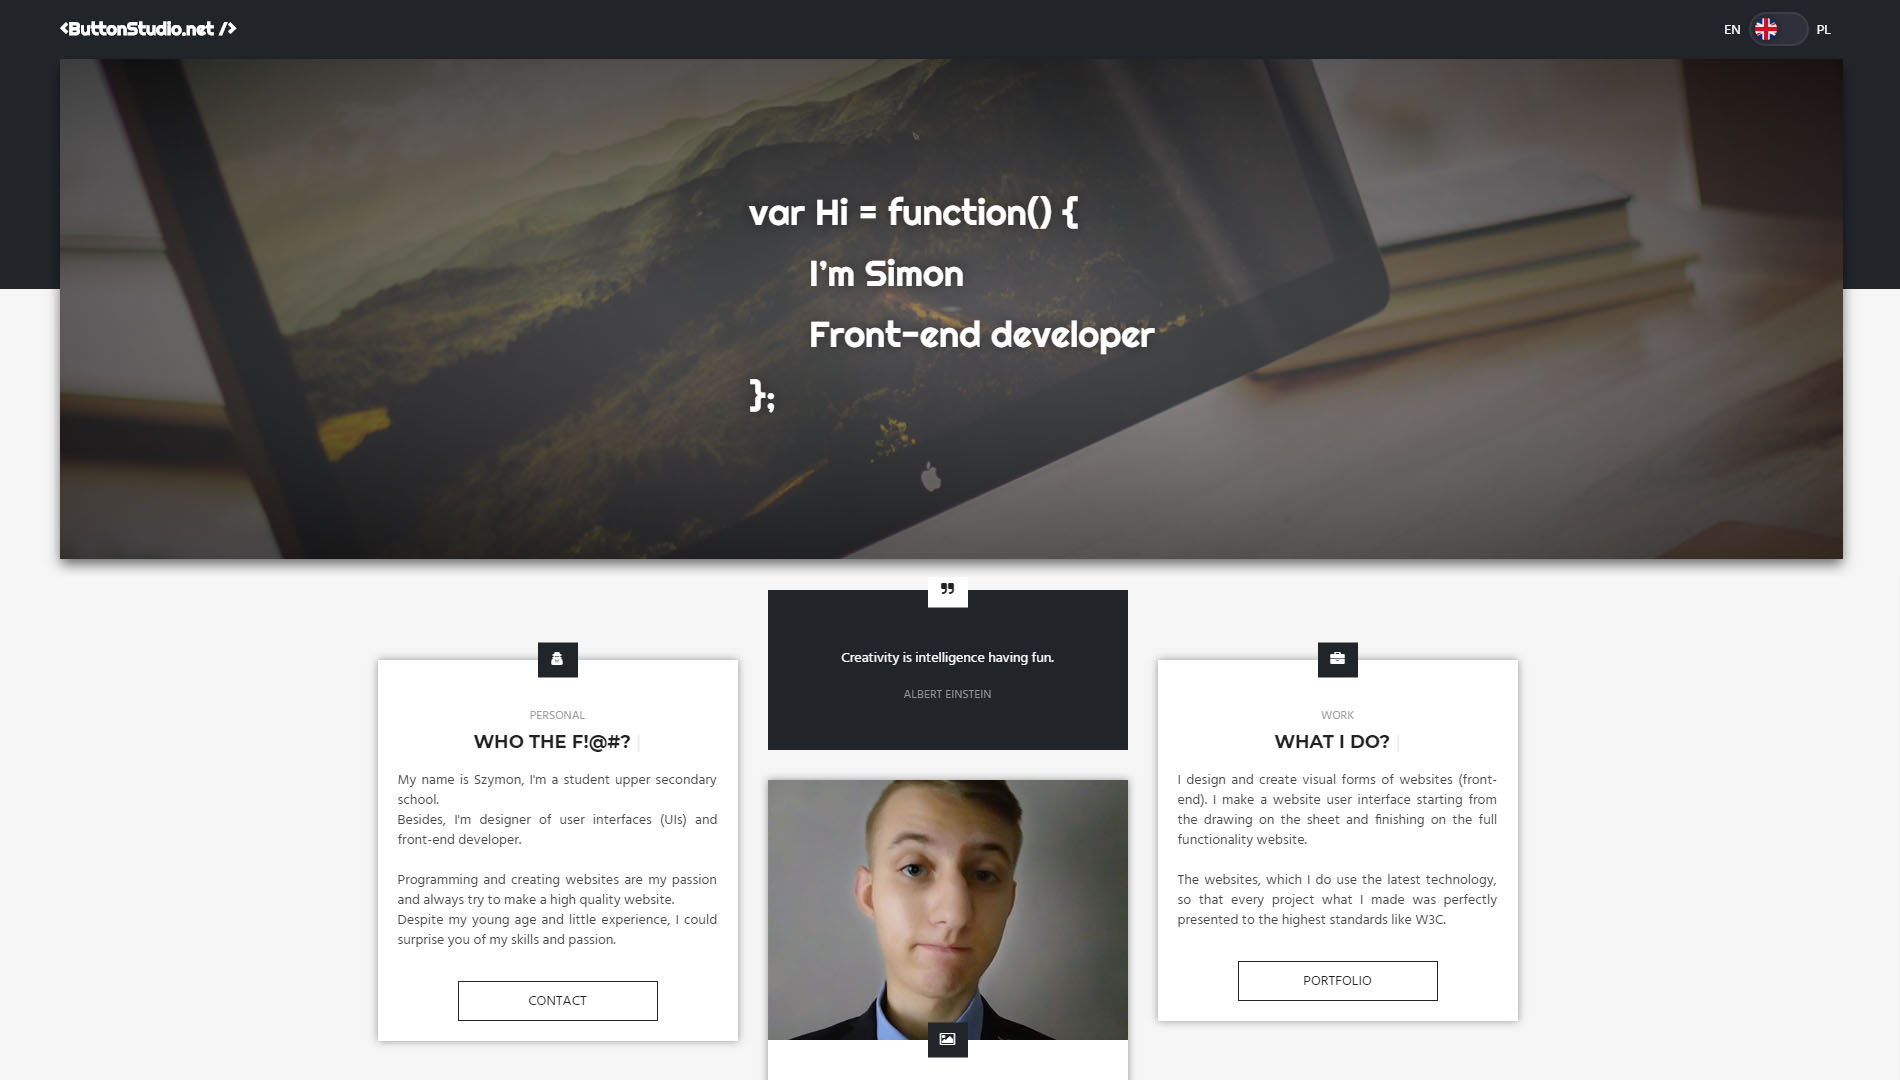 <ButtonStudio.net />
EN
PL
var Hi = function() {
I'm Simon
Front-end developer
};
Creativity is intelligence having fun.
ALBERT EINSTEIN
PERSONAL
WHO THE F!@#?
My name is Szymon, I'm a student upper secondary
school.
Besides, I'm designer of user interfaces (UIs) and
front-end developer.
Programming and creating websites are my passion
and always try to make a high quality website.
Despite my young age and little experience, I could
surprise you of my skills and passion.
CONTACT
WORK
WHAT I DO?
I design and create visual forms of websites (front-
end). I make a website user interface starting from
the drawing on the sheet and finishing on the full
functionality website.
The websites, which I do use the latest technology,
so that every project what I made was perfectly
presented to the highest standards like W3C.
PORTFOLIO